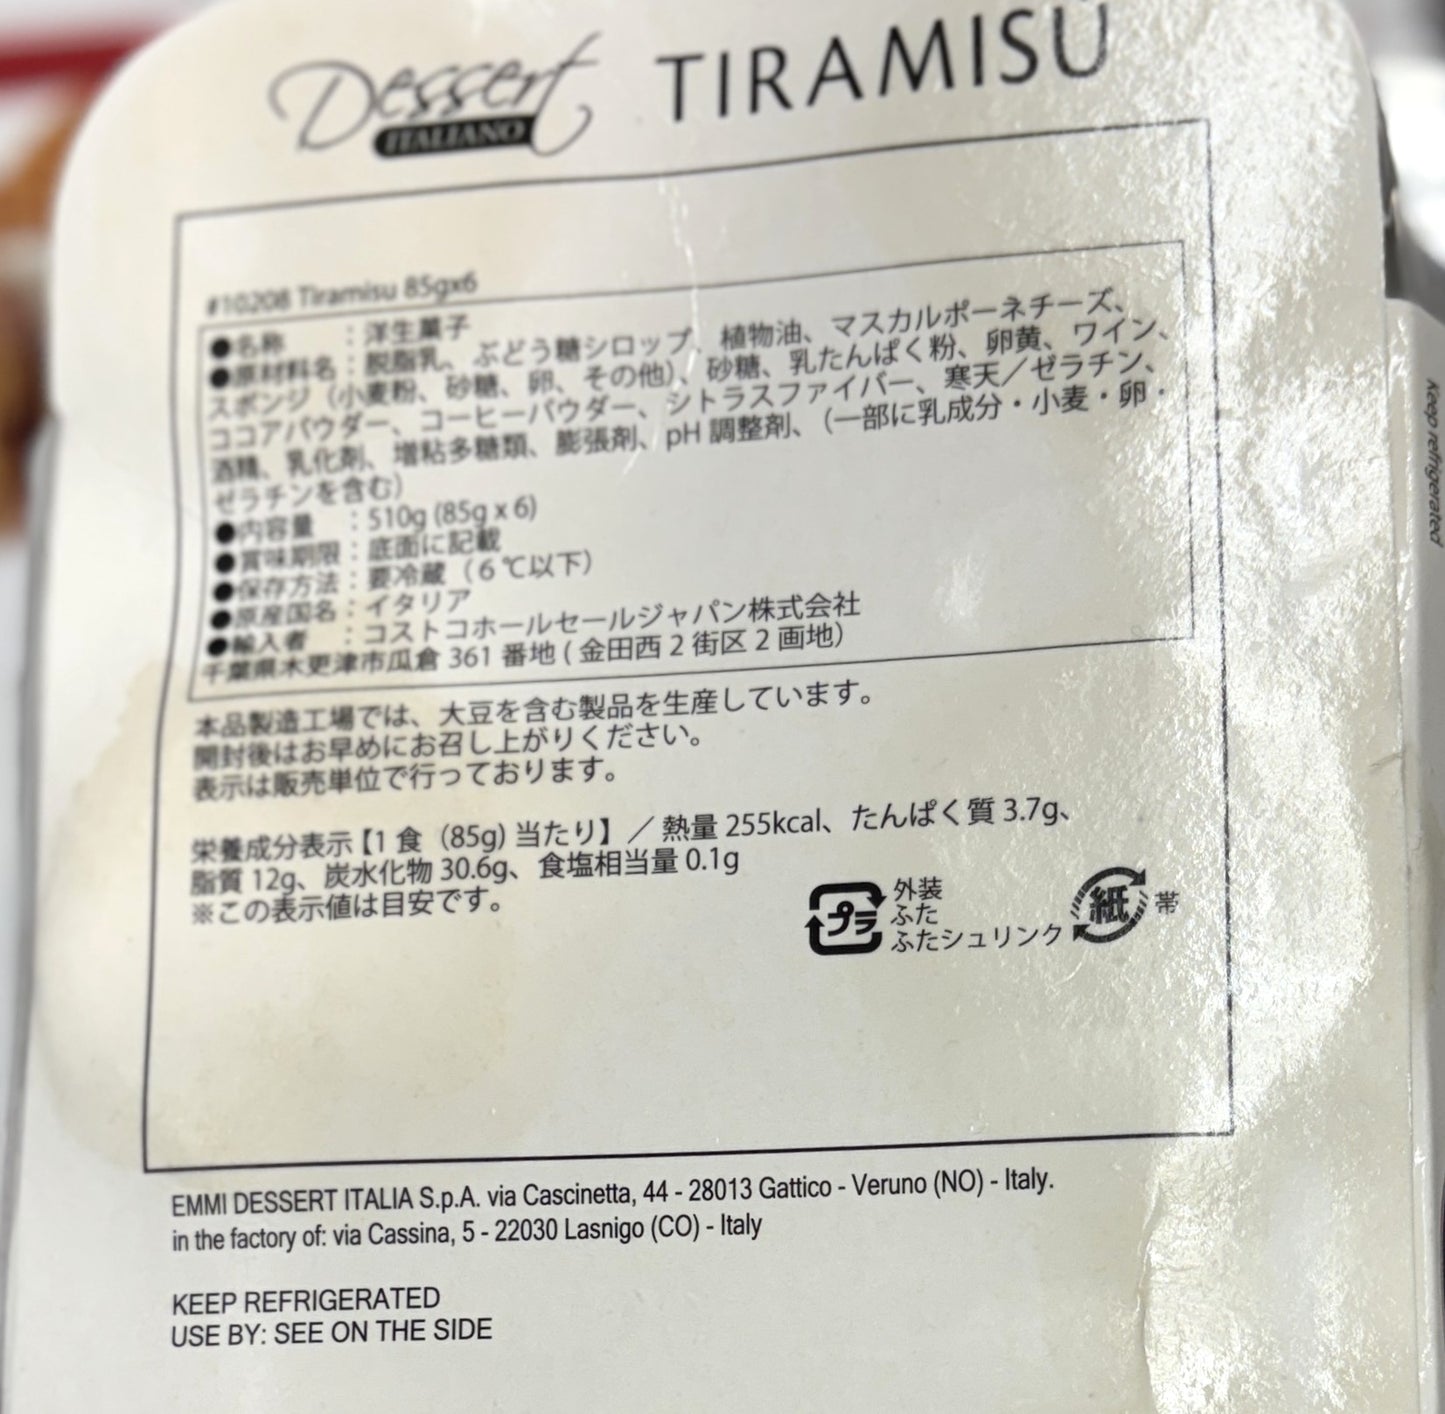 Dessert
ITALIANO
TIRAMISÙ
#10208 Tiramisu 85gx6
●名称 ：洋生菓子
●原材料名：脱脂乳、ぶどう糖シロップ、植物油、マスカルポーネチーズ、
スポンジ（小麦粉、砂糖、卵、その他）、砂糖、乳たんぱく粉、卵黄、ワイン、
ココアパウダー、コーヒーパウダー、シトラスファイバー、寒天／ゼラチン、
酒精、乳化剤、増粘多糖類、膨張剤、pH 調整剤、（一部に乳成分・小麦・卵・
ゼラチンを含む）
●内容量 ：510g (85g x 6)
●賞味期限：底面に記載
●保存方法：要冷蔵（6℃以下）
●原産国名：イタリア
●輸入者 ：コストコホールセールジャパン株式会社
千葉県木更津市瓜倉 361 番地 ( 金田西 2 街区 2 画地）
本品製造工場では、大豆を含む製品を生産しています。
開封後はお早めにお召し上がりください。
表示は販売単位で行っております。
栄養成分表示【1 食（85g) 当たり】／熱量 255kcal、たんぱく質 3.7g、
脂質 12g、炭水化物 30.6g、食塩相当量 0.1g
※この表示値は目安です。
プラ
外装
ふた
ふたシュリンク
紙
帯
EMMI DESSERT ITALIA S.p.A. via Cascinetta, 44 - 28013 Gattico - Veruno (NO) - Italy.
in the factory of: via Cassina, 5 - 22030 Lasnigo (CO) - Italy
KEEP REFRIGERATED
USE BY: SEE ON THE SIDE
Keep refrigerated